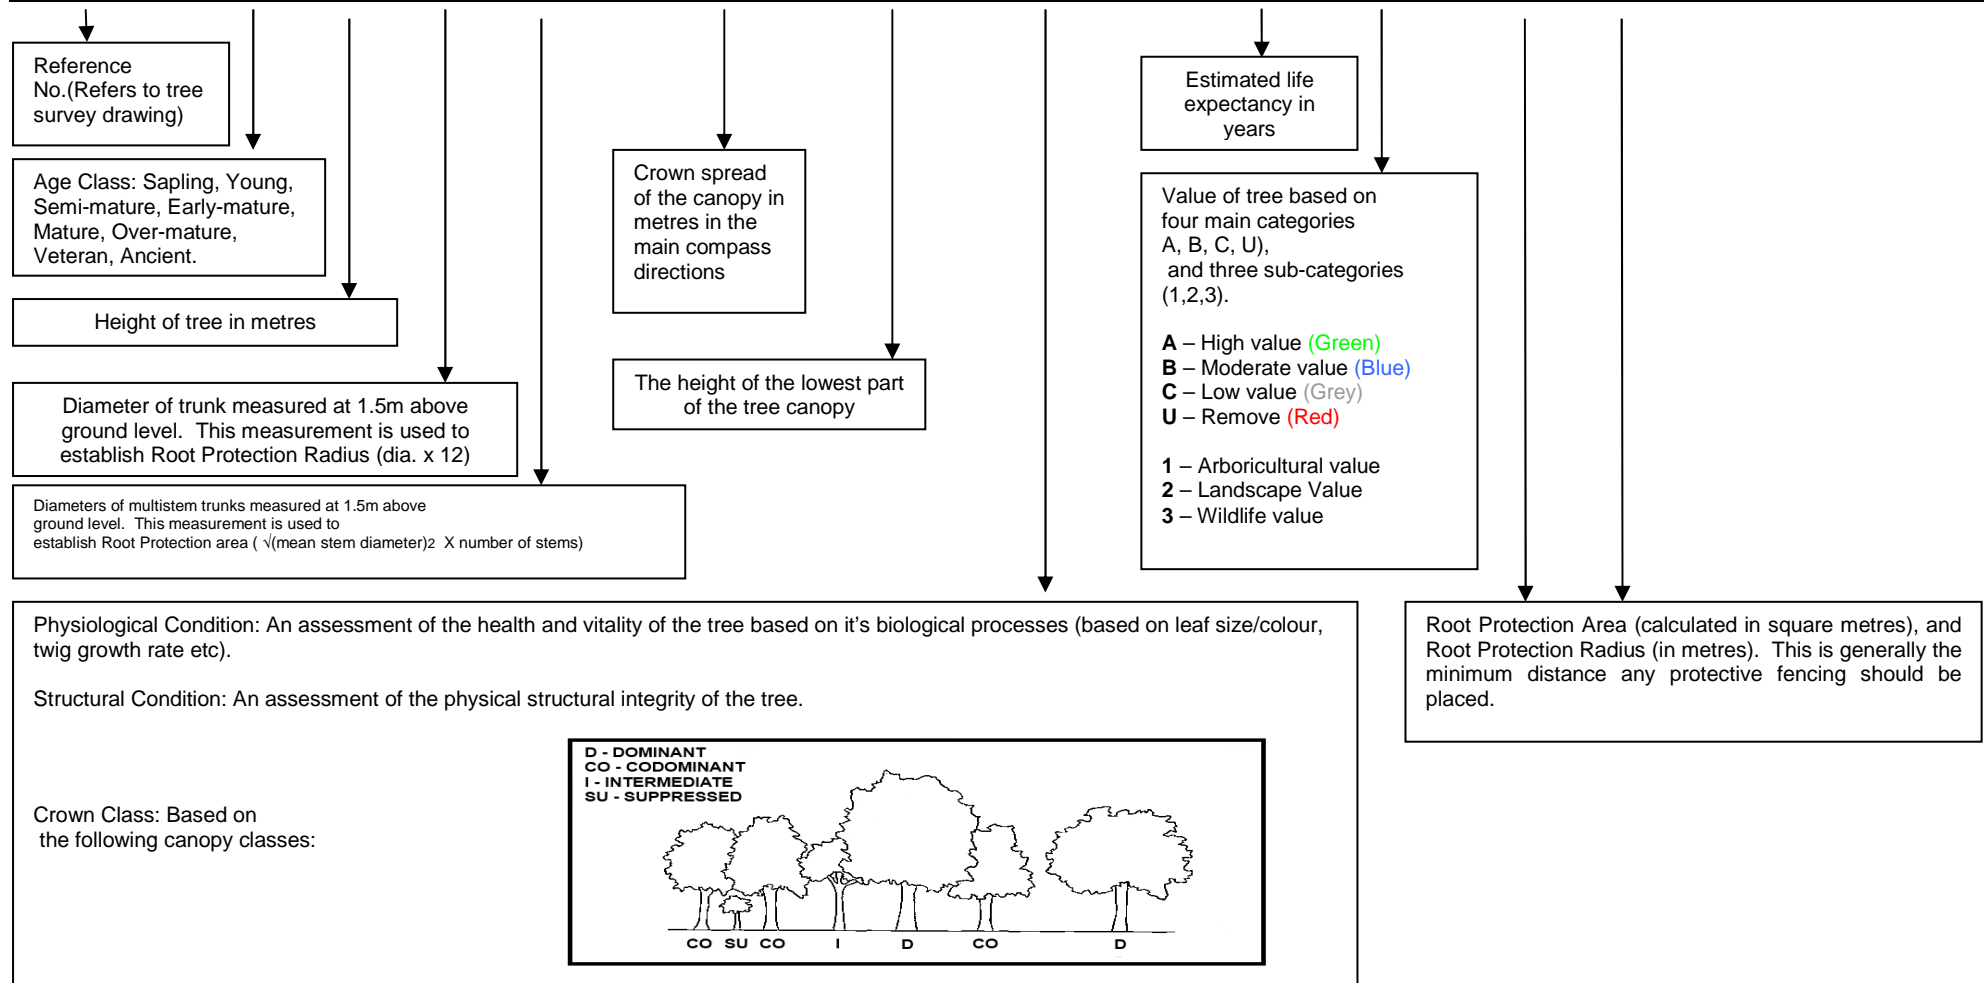 Reference
No.(Refers to tree
survey drawing)
Age Class: Sapling, Young,
Semi-mature, Early-mature,
Mature, Over-mature,
Veteran, Ancient.
Height of tree in metres
Diameter of trunk measured at 1.5m above
ground level.  This measurement is used to
establish Root Protection Radius (dia. x 12)
Diameters of multistem trunks measured at 1.5m above
ground level.  This measurement is used to
establish Root Protection area ( √(mean stem diameter)2  X number of stems)
Crown spread
of the canopy in
metres in the
main compass
directions
The height of the lowest part
of the tree canopy
Estimated life
expectancy in
years
Value of tree based on
four main categories
A, B, C, U),
and three sub-categories
(1,2,3).
A – High value (Green)
B – Moderate value (Blue)
C – Low value (Grey)
U – Remove (Red)
1 – Arboricultural value
2 – Landscape Value
3 – Wildlife value
Physiological Condition: An assessment of the health and vitality of the tree based on it's biological processes (based on leaf size/colour,
twig growth rate etc).
Structural Condition: An assessment of the physical structural integrity of the tree.
Crown Class: Based on
the following canopy classes:
D - DOMINANT
CO - CODOMINANT
I - INTERMEDIATE
SU - SUPPRESSED
CO SU CO I D CO D
Root Protection Area (calculated in square metres), and
Root Protection Radius (in metres).  This is generally the
minimum distance any protective fencing should be
placed.